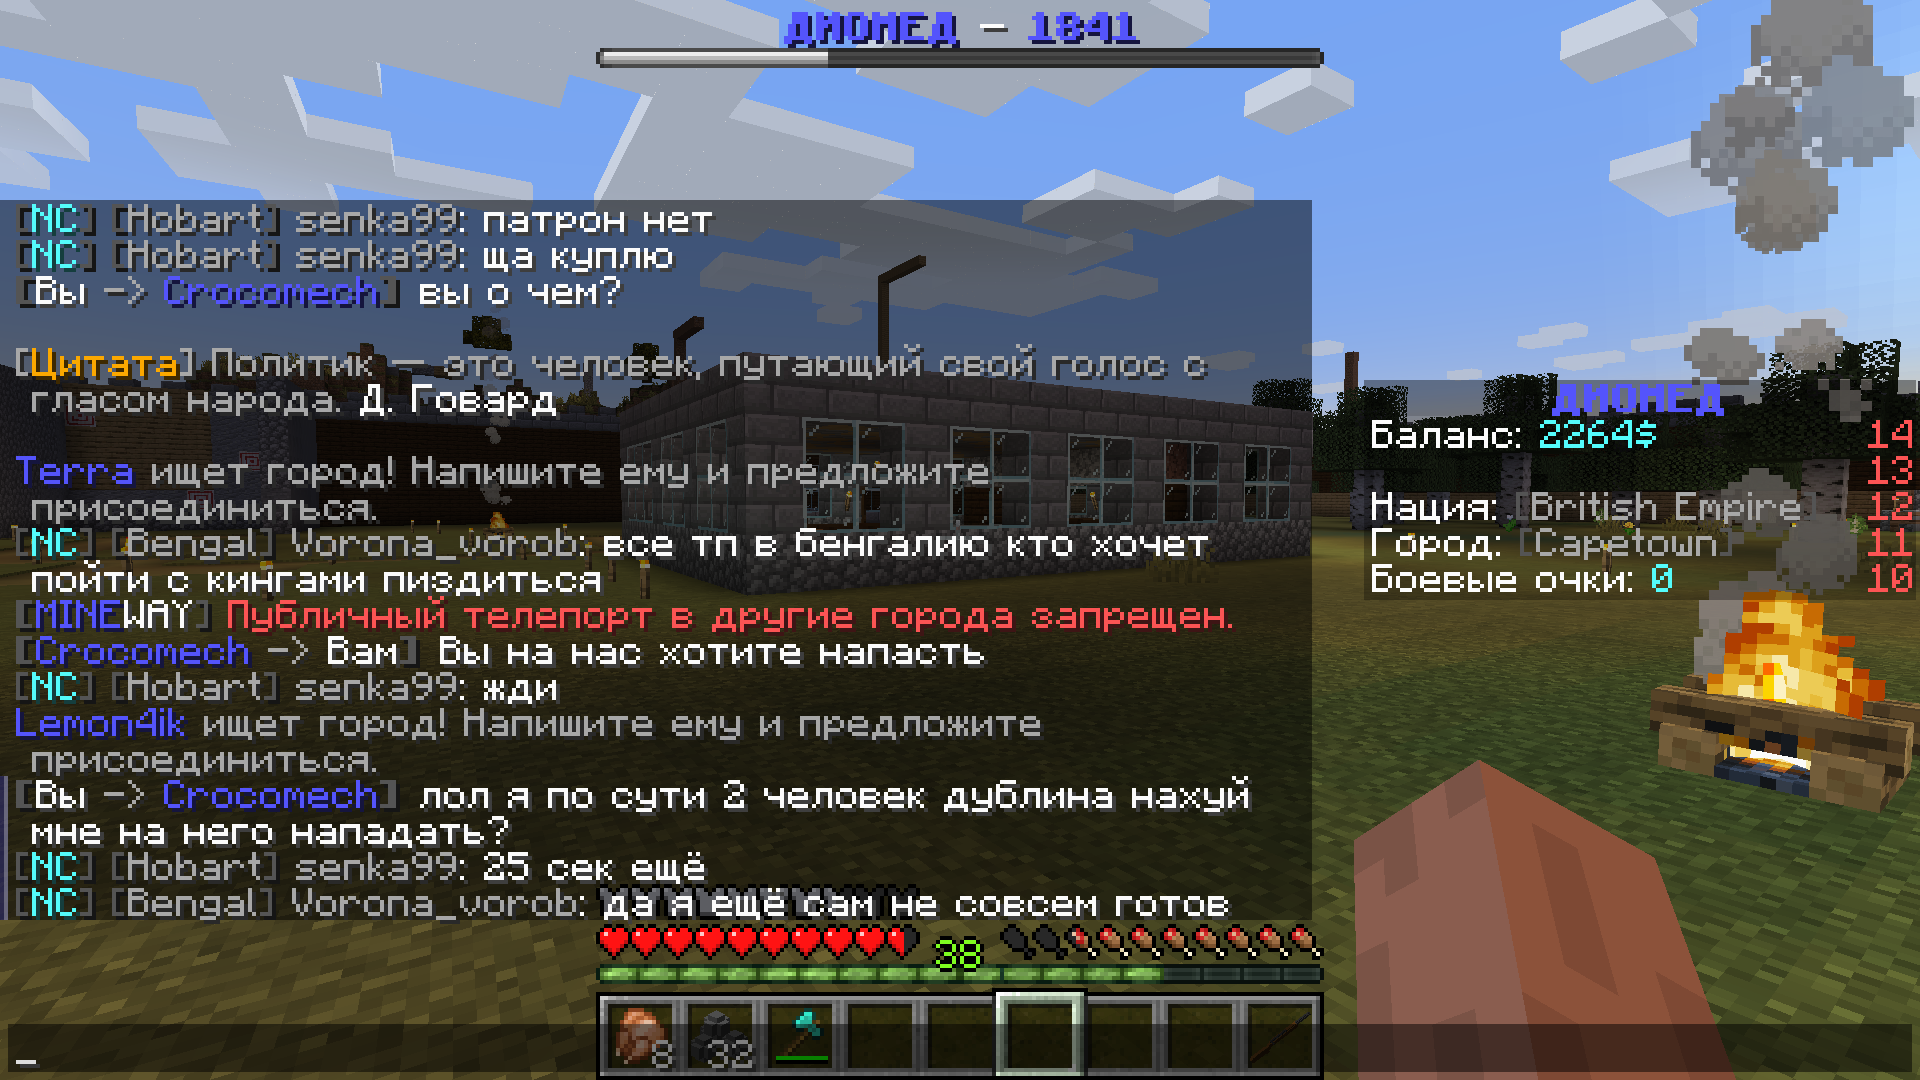 ДИОМЕД — 1841
[NC] [Hobart] senka99: патрон нет
[NC] [Hobart] senka99: ща куплю
[Вы -> Crocomech] вы о чем?
[Цитата] Политик — это человек, путающий свой голос с
гласом народа. Д. Говард
Terra ищет город! Напишите ему и предложите
присоединиться.
[NC] [Bengal] Vorona_vorob: все тп в бенгалию кто хочет
пойти с кингами пиздиться
[MINEWAY] Публичный телепорт в другие города запрещен.
[Crocomech -> Вам] Вы на нас хотите напасть
[NC] [Hobart] senka99: жди
Lemon4ik ищет город! Напишите ему и предложите
присоединиться.
[Вы -> Crocomech] лол я по сути 2 человек дублина нахуй
мне на него нападать?
[NC] [Hobart] senka99: 25 сек ещё
[NC] [Bengal] Vorona_vorob: да я ещё сам не совсем готов
ДИОМЕД
Баланс: 2264$ 14
13
Нация: [British Empire] 12
Город: [Capetown] 11
Боевые очки: 0 10
38
8 32
_